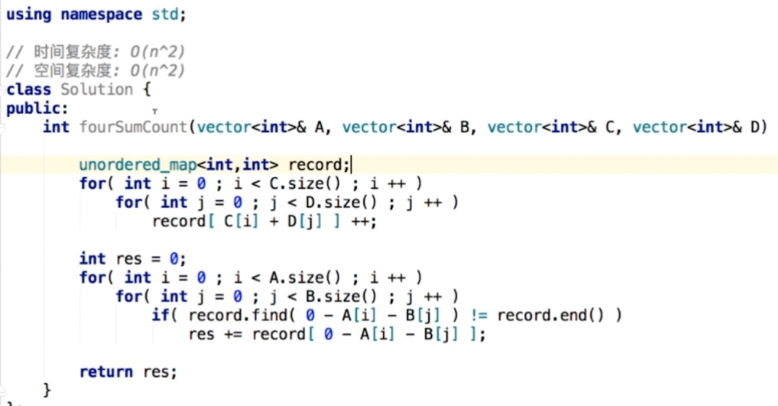 using namespace std;
// 时间复杂度: O(n^2)
// 空间复杂度: O(n^2)
class Solution {
public:
    int fourSumCount(vector<int>& A, vector<int>& B, vector<int>& C, vector<int>& D)
        unordered_map<int,int> record;
        for( int i = 0 ; i < C.size() ; i ++ )
            for( int j = 0 ; j < D.size() ; j ++ )
                record[ C[i] + D[j] ] ++;
        int res = 0;
        for( int i = 0 ; i < A.size() ; i ++ )
            for( int j = 0 ; j < B.size() ; j ++ )
                if( record.find( 0 - A[i] - B[j] ) != record.end() )
                    res += record[ 0 - A[i] - B[j] ];
        return res;
    }